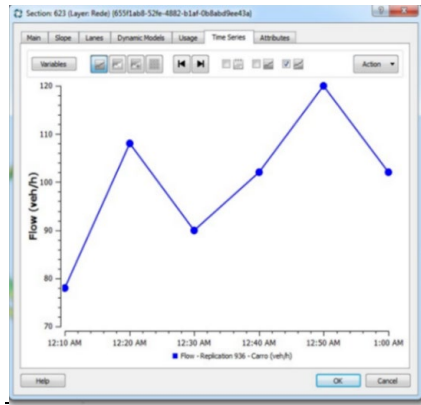 Section: 623 (Layer: Rede) {655f1ab8-52fe-4882-b1af-0b8abd9ee43a}
Main Slope Lanes Dynamic Models Usage Time Series Attributes
Variables Action
120
110
100
90
80
70
Flow (veh/h)
12:10 AM 12:20 AM 12:30 AM 12:40 AM 12:50 AM 1:00 AM
Flow - Replication 936 - Carro (veh/h)
Help OK Cancel